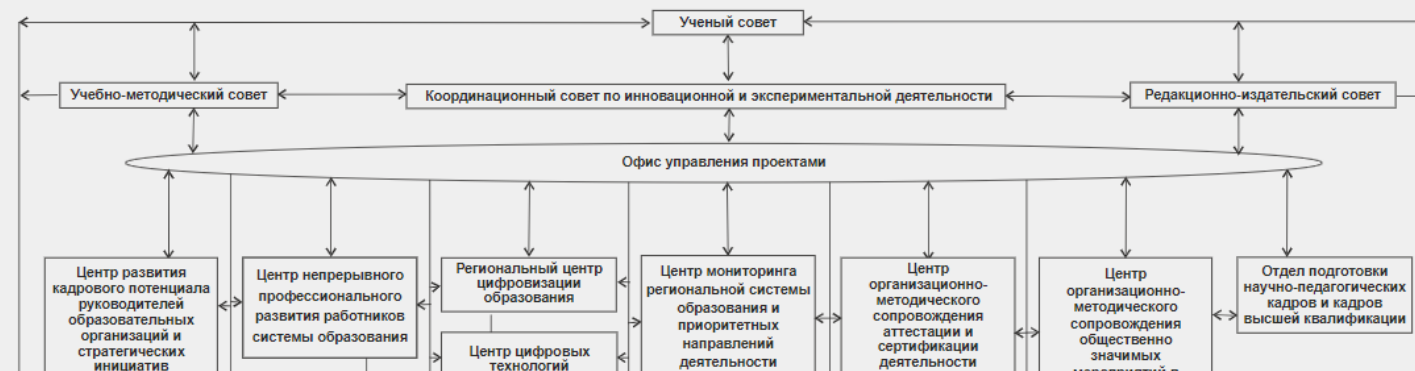 Ученый совет
Учебно-методический совет
Координационный совет по инновационной и экспериментальной деятельности
Редакционно-издательский совет
Офис управления проектами
Центр развития
кадрового потенциала
руководителей
образовательных
организаций и
стратегических
инициатив
Центр непрерывного
профессионального
развития работников
системы образования
Региональный центр
цифровизации
образования
Центр цифровых
технологий
Центр мониторинга
региональной системы
образования и
приоритетных
направлений
деятельности
Центр
организационно-
методического
сопровождения
аттестации и
сертификации
деятельности
Центр
организационно-
методического
сопровождения
общественно
значимых
Отдел подготовки
научно-педагогических
кадров и кадров
высшей квалификации